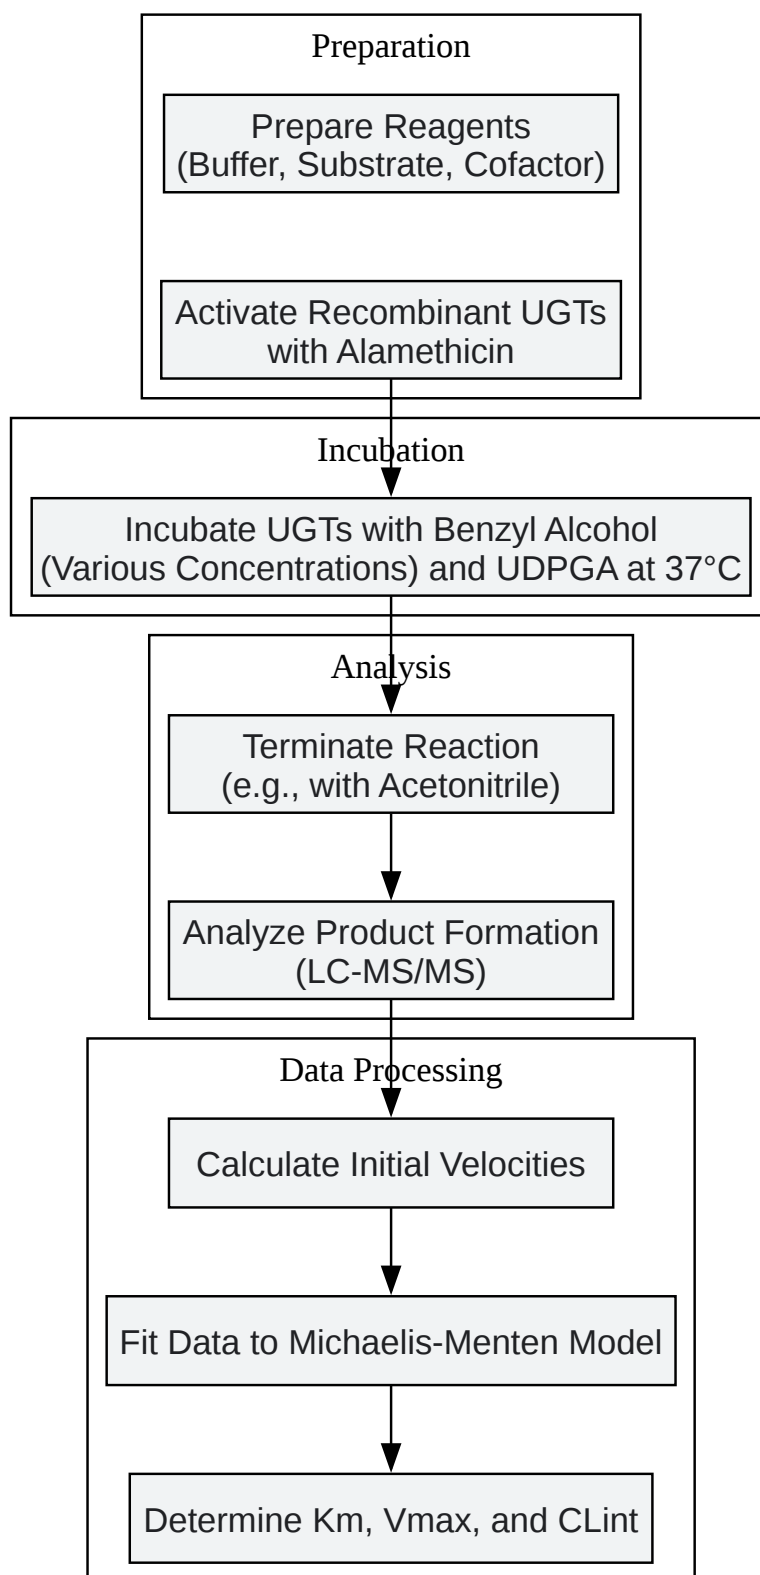 Preparation
Prepare Reagents
(Buffer, Substrate, Cofactor)
Activate Recombinant UGTs
with Alamethicin
Incubation
Incubate UGTs with Benzyl Alcohol
(Various Concentrations) and UDPGA at 37°C
Analysis
Terminate Reaction
(e.g., with Acetonitrile)
Analyze Product Formation
(LC-MS/MS)
Data Processing
Calculate Initial Velocities
Fit Data to Michaelis-Menten Model
Determine Km, Vmax, and CLint